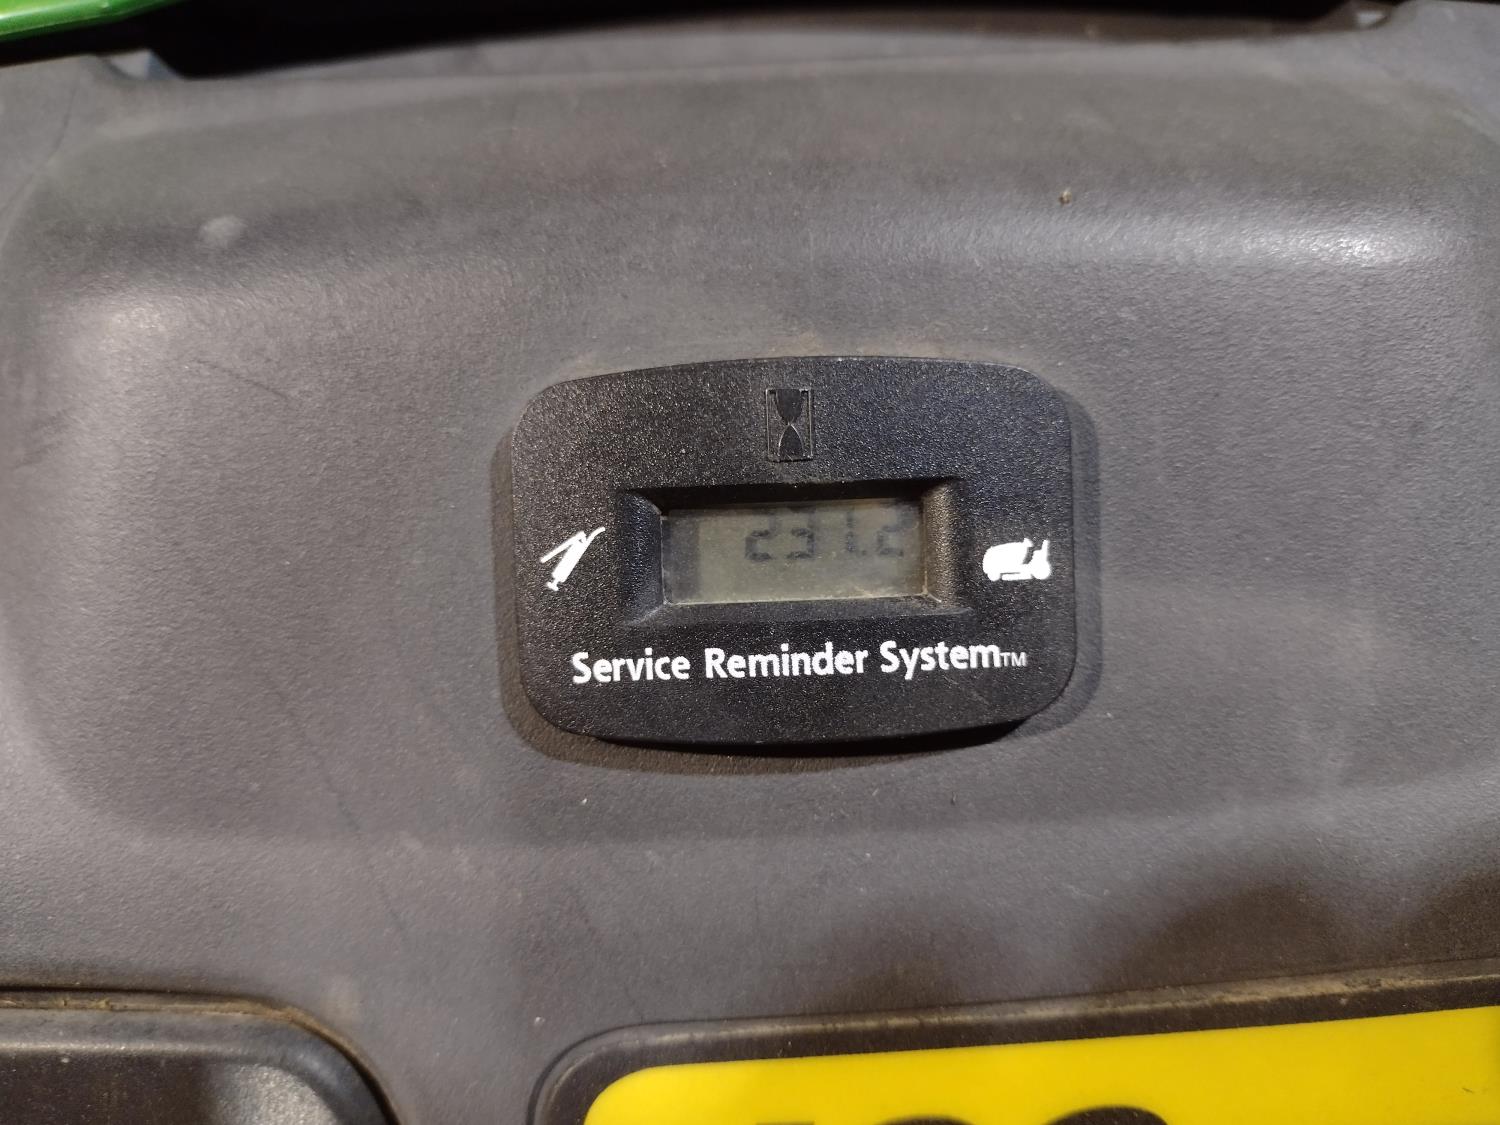 231.2
Service Reminder System™